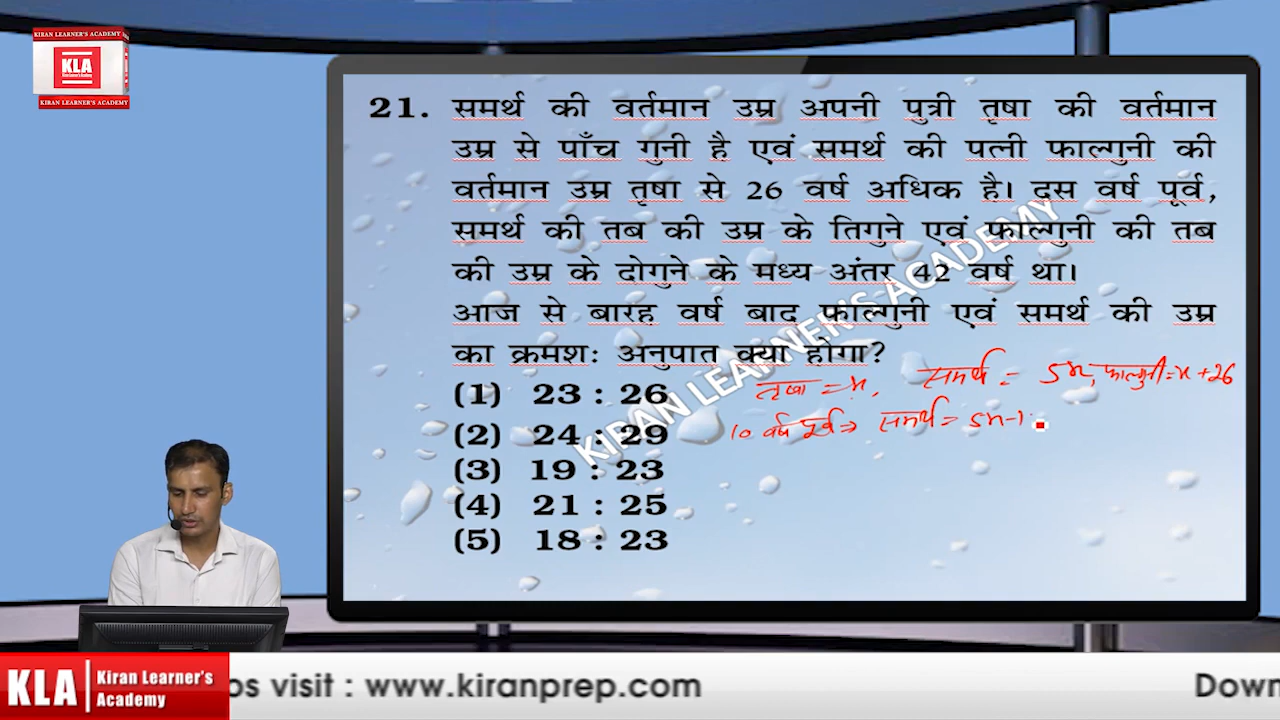 KIRAN LEARNER'S ACADEMY
KLA
Kiran Learner's Academy
KIRAN LEARNER'S ACADEMY
21. समर्थ की वर्तमान उम्र अपनी पुत्री तृषा की वर्तमान
उम्र से पाँच गुनी है एवं समर्थ की पत्नी फाल्गुनी की
वर्तमान उम्र तृषा से 26 वर्ष अधिक है। दस वर्ष पूर्व,
समर्थ की तब की उम्र के तिगुने एवं फाल्गुनी की तब
की उम्र के दोगुने के मध्य अंतर 42 वर्ष था।
आज से बारह वर्ष बाद फाल्गुनी एवं समर्थ की उम्र
का क्रमशः अनुपात क्या होगा?
KIRAN LEARNER'S ACADEMY
(1) 23 : 26
(2) 24 : 29
(3) 19 : 23
(4) 21 : 25
(5) 18 : 23
तृषा = x, समर्थ = 5x, फाल्गुनी = x + 26
10 वर्ष पूर्व ⇒ समर्थ = 5x - 1
KLA Kiran Learner's
Academy
os visit : www.kiranprep.com
Down